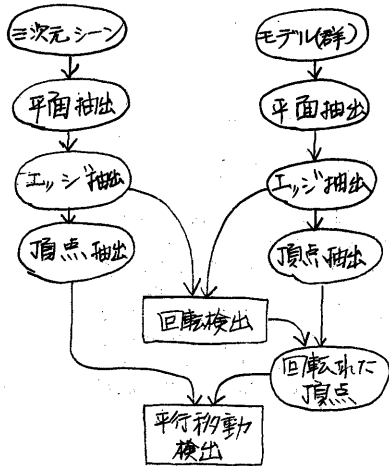 三次元シーン
モデル(群)
平面抽出
平面抽出
エッジ抽出
エッジ抽出
頂点抽出
頂点抽出
回転検出
回転された
頂点
平行移動
検出